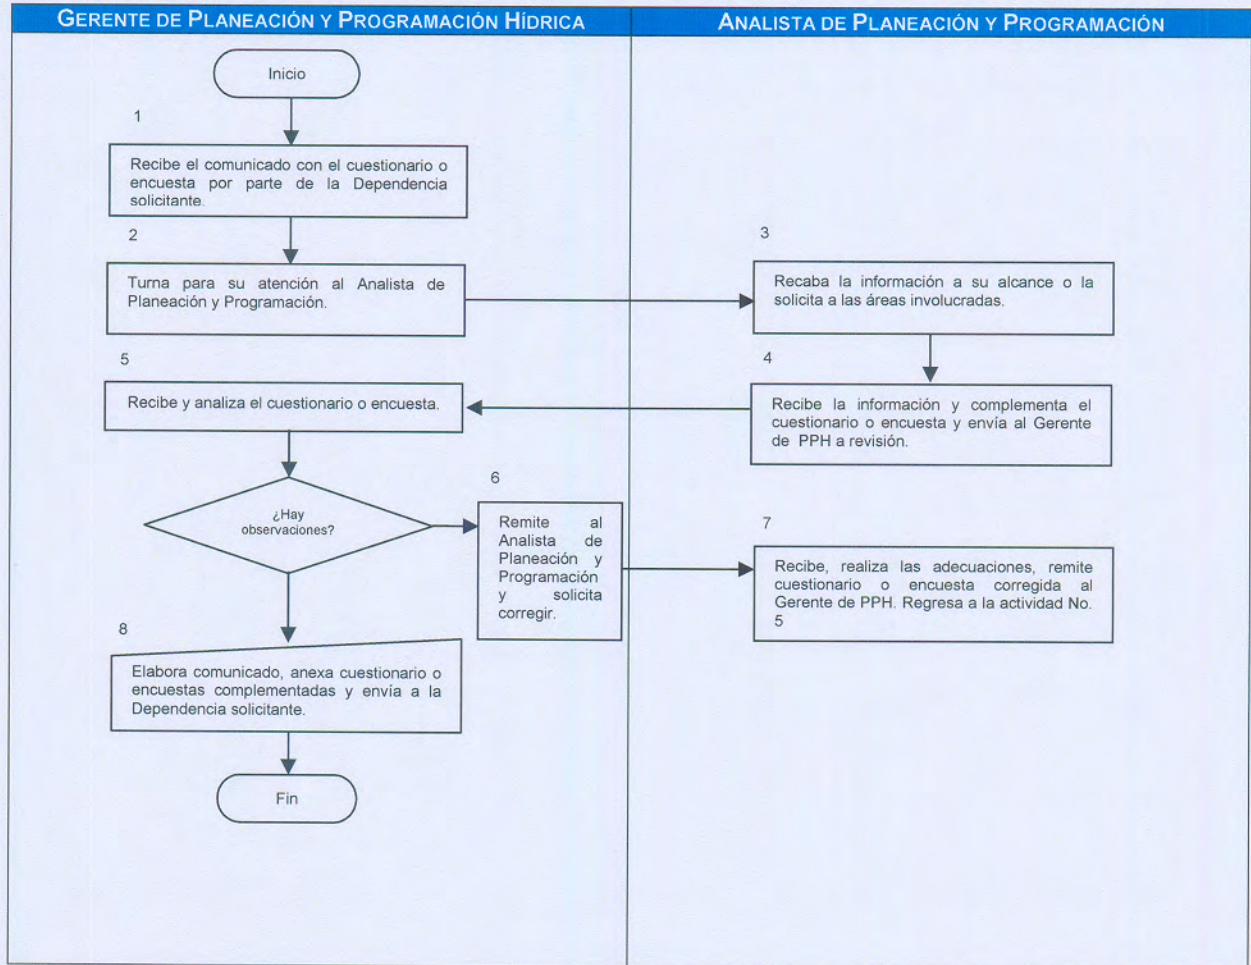 GERENTE DE PLANEACIÓN Y PROGRAMACIÓN HÍDRICA
ANALISTA DE PLANEACIÓN Y PROGRAMACIÓN
Inicio
1
Recibe el comunicado con el cuestionario o
encuesta por parte de la Dependencia
solicitante.
2
Turna para su atención al Analista de
Planeación y Programación.
3
Recaba la información a su alcance o la
solicita a las áreas involucradas.
4
Recibe la información y complementa el
cuestionario o encuesta y envía al Gerente
de PPH a revisión.
5
Recibe y analiza el cuestionario o encuesta.
¿Hay
observaciones?
6
Remite al
Analista de
Planeación y
Programación
y solicita
corregir.
7
Recibe, realiza las adecuaciones, remite
cuestionario o encuesta corregida al
Gerente de PPH. Regresa a la actividad No.
5
8
Elabora comunicado, anexa cuestionario o
encuestas complementadas y envía a la
Dependencia solicitante.
Fin